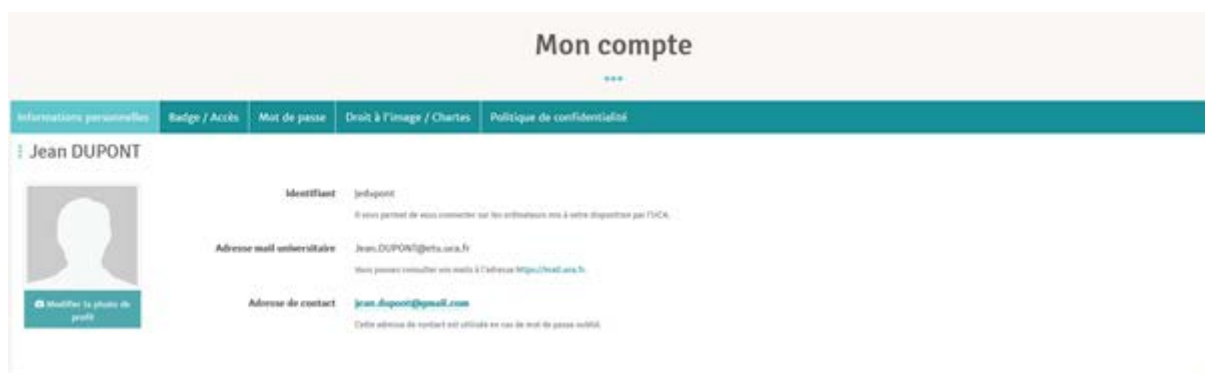 Mon compte
Informations personnelles
Badge / Accès
Mot de passe
Droit à l'image / Chartes
Politique de confidentialité
Jean DUPONT
Identifiant
jedupont
Il vous permet de vous connecter sur les ordinateurs mis à votre disposition par l'UCA.
Adresse mail universitaire
Jean.DUPONT@etu.uca.fr
Vous pouvez consulter vos mails à l'adresse https://mail.uca.fr.
Modifier la photo de
profil
Adresse de contact
jean.dupont@gmail.com
Cette adresse de contact est utilisée en cas de mot de passe oublié.